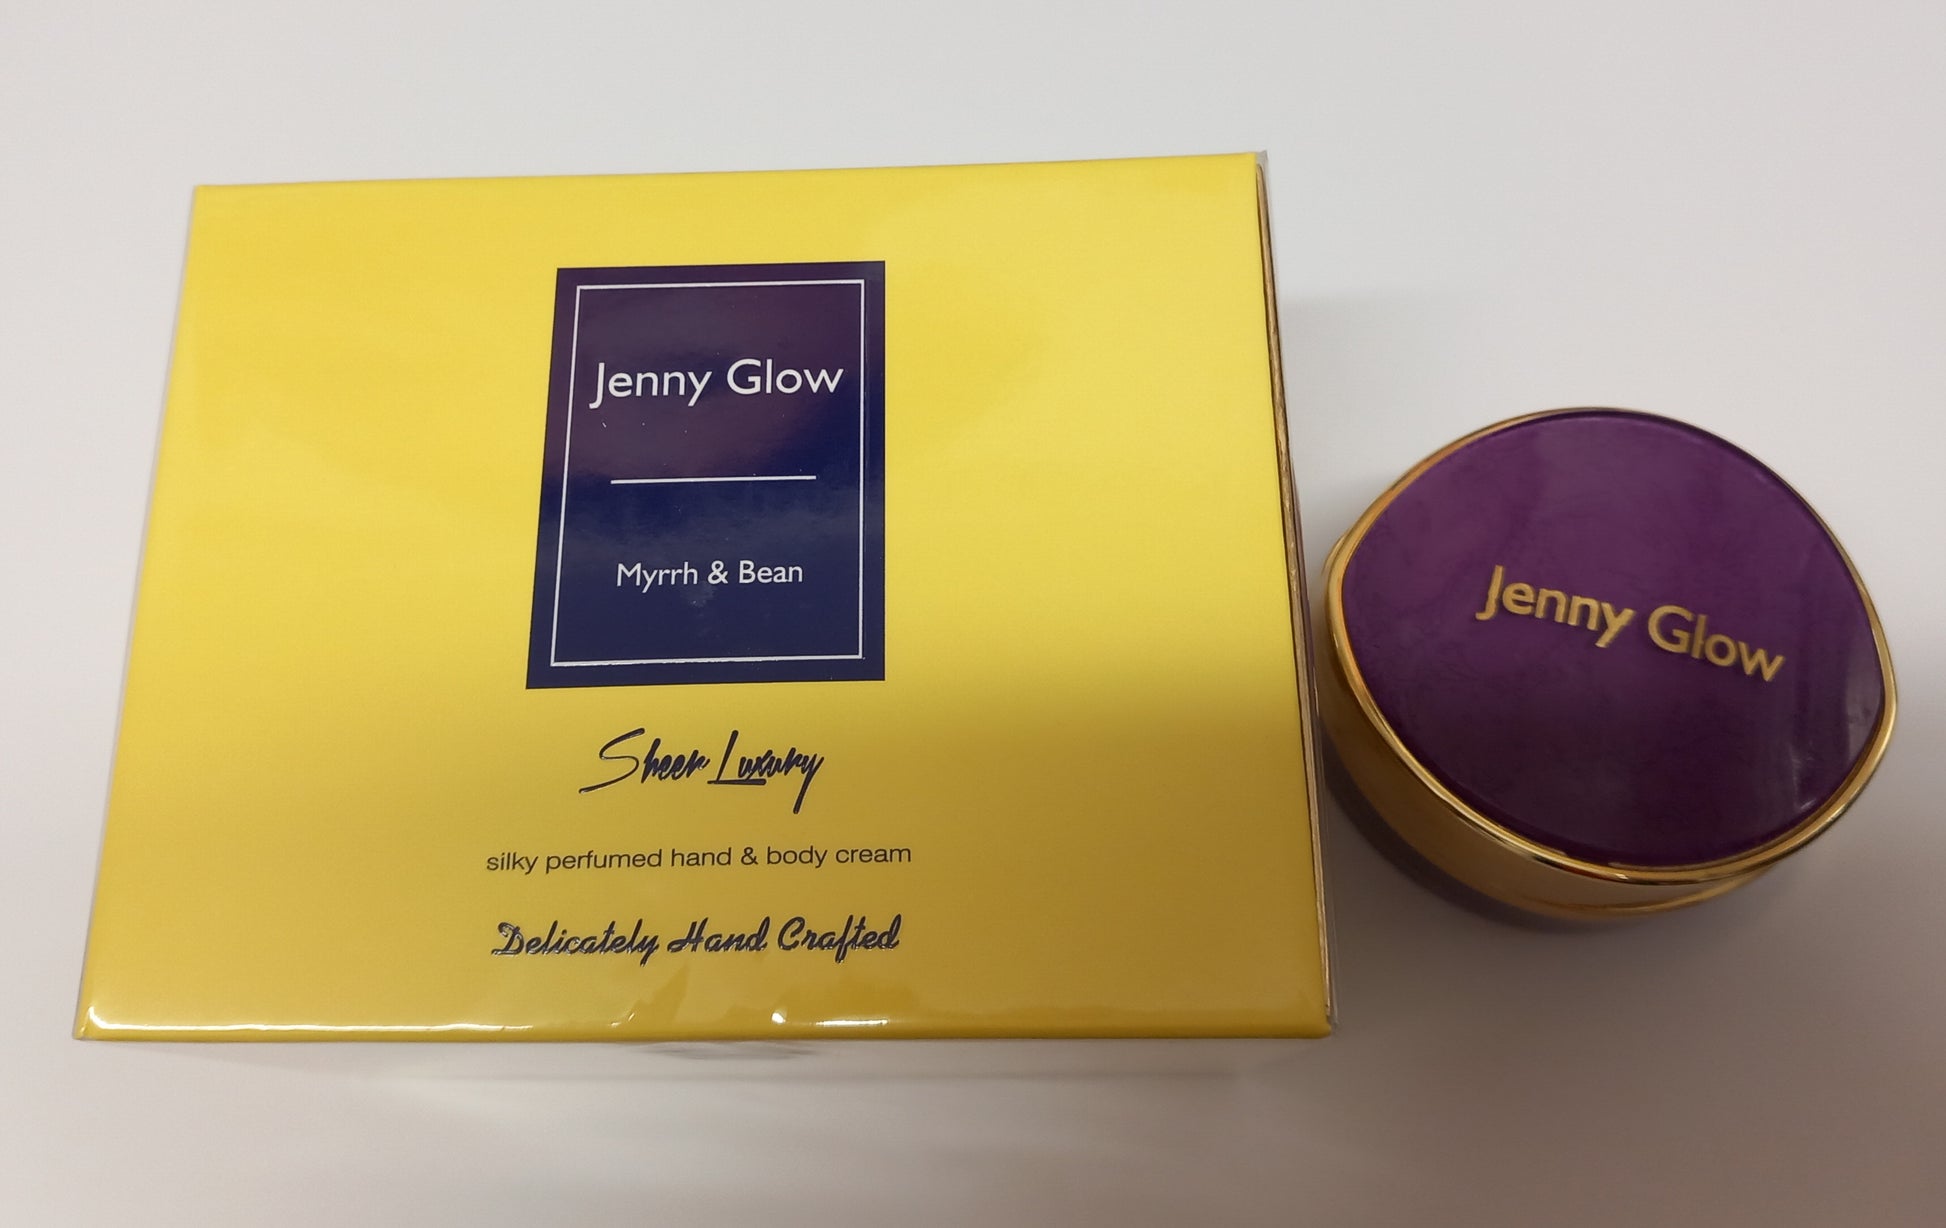 Jenny Glow
Myrrh & Bean
Sheer Luxury
silky perfumed hand & body cream
Delicately Hand Crafted
Jenny Glow